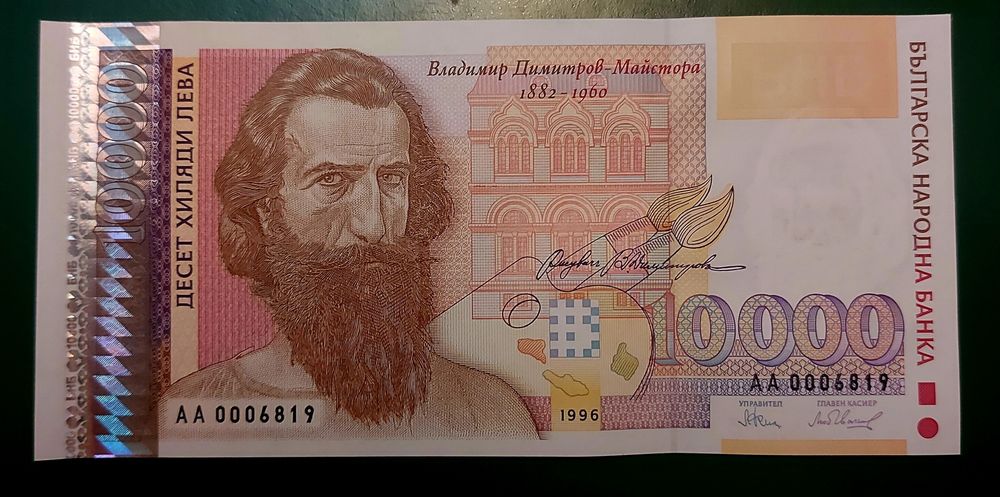 ДЕСЕТ ХИЛЯДИ ЛЕВА
10000
Владимир Димитров-Майстора
1882-1960
БЪЛГАРСКА НАРОДНА БАНКА
10000
АА 0006819
АА 0006819
1996
УПРАВИТЕЛ
ГЛАВЕН КАСИЕР